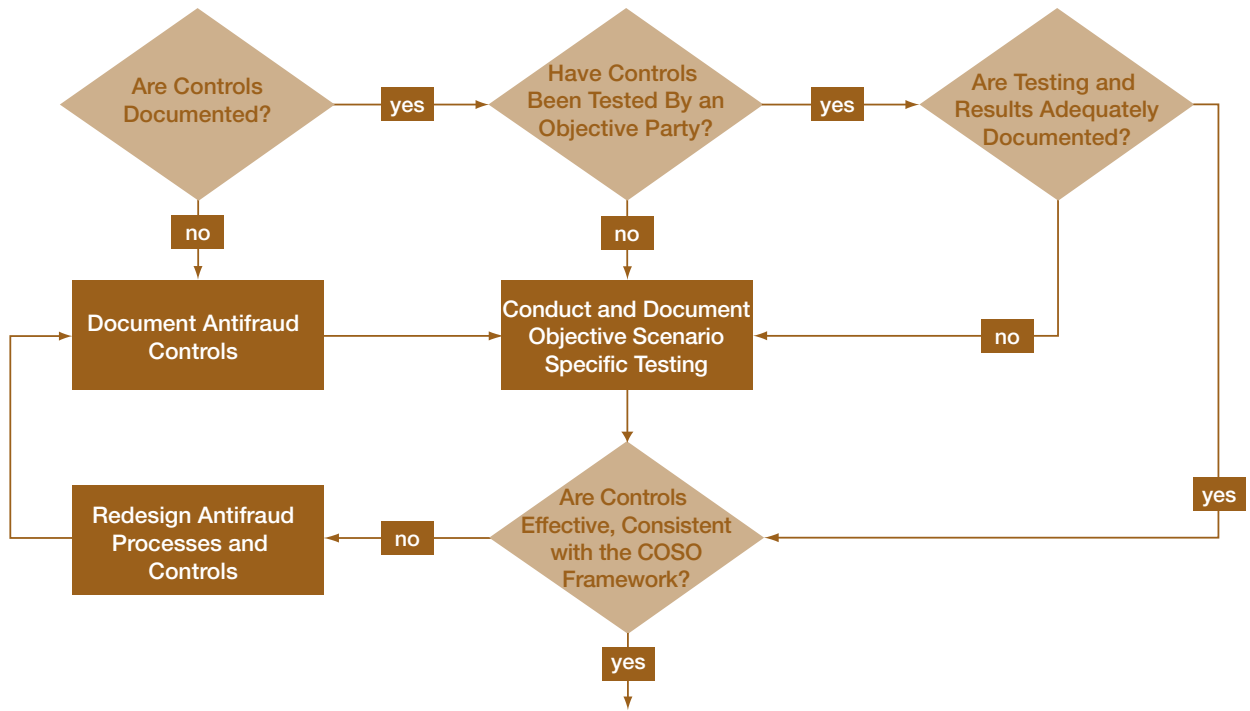 Are Controls
Documented?
yes
Have Controls
Been Tested By an
Objective Party?
yes
Are Testing and
Results Adequately
Documented?
no
no
Document Antifraud
Controls
Conduct and Document
Objective Scenario
Specific Testing
no
yes
Redesign Antifraud
Processes and
Controls
no
Are Controls
Effective, Consistent
with the COSO
Framework?
yes